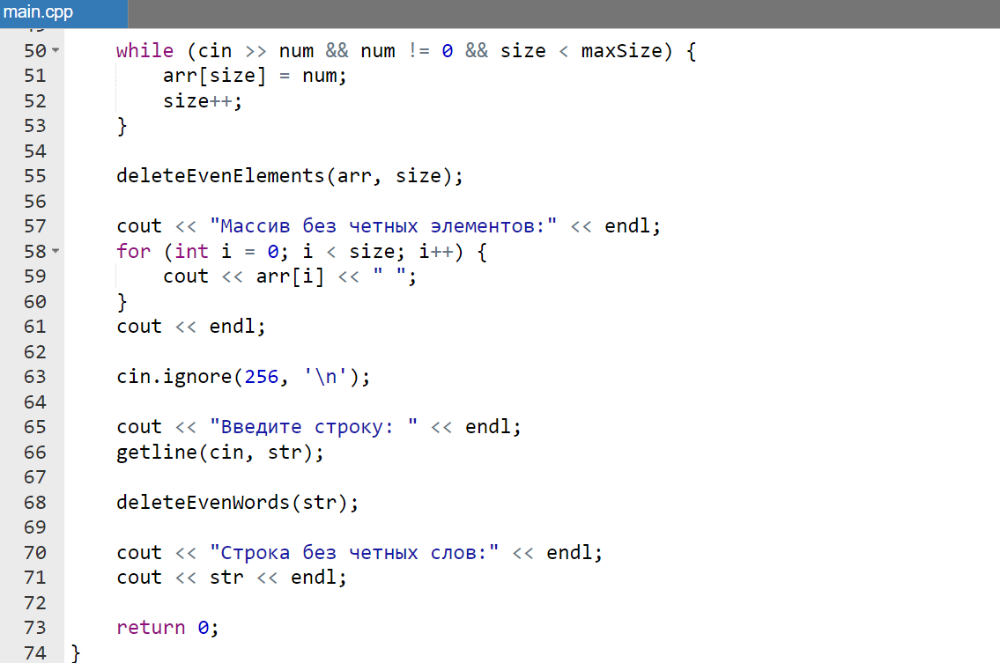 main.cpp
50 while (cin >> num && num != 0 && size < maxSize) {
51 arr[size] = num;
52 size++;
53 }
54
55 deleteEvenElements(arr, size);
56
57 cout << "Массив без четных элементов:" << endl;
58 for (int i = 0; i < size; i++) {
59 cout << arr[i] << " ";
60 }
61 cout << endl;
62
63 cin.ignore(256, '\n');
64
65 cout << "Введите строку: " << endl;
66 getline(cin, str);
67
68 deleteEvenWords(str);
69
70 cout << "Строка без четных слов:" << endl;
71 cout << str << endl;
72
73 return 0;
74 }